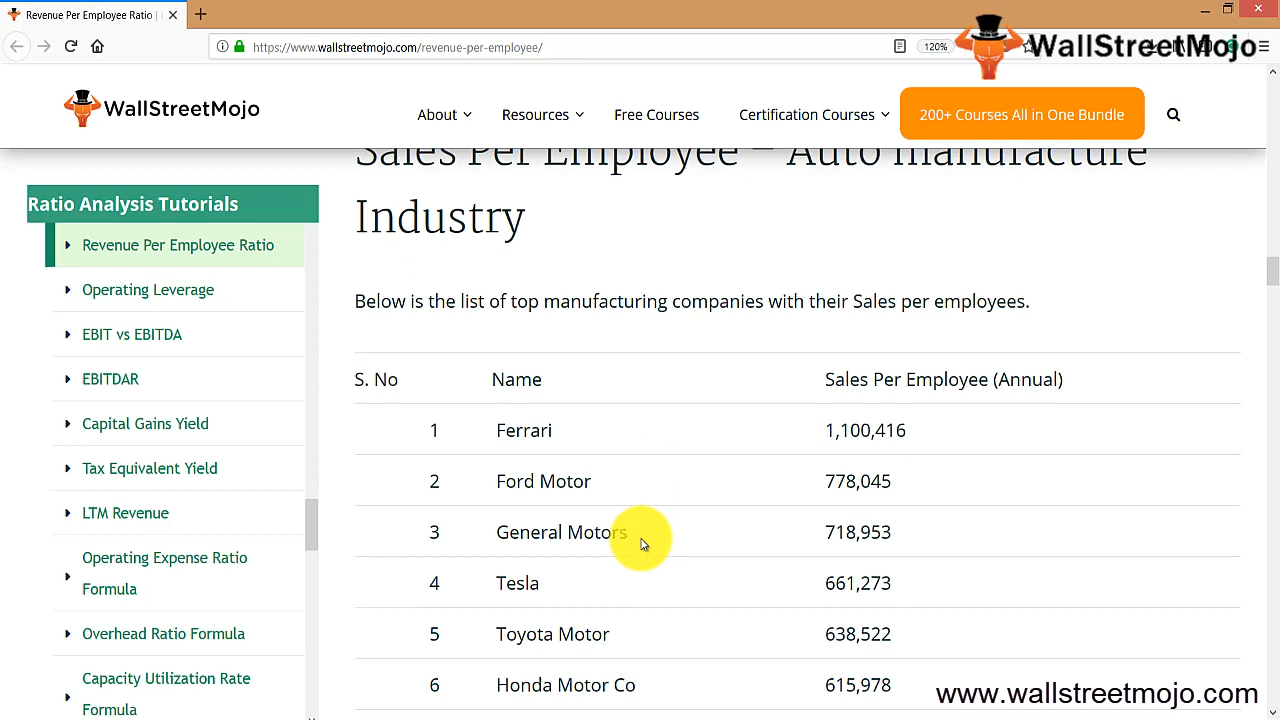 Revenue Per Employee Ratio |
https://www.wallstreetmojo.com/revenue-per-employee/
120%
WallStreetMojo
WallStreetMojo
About
Resources
Free Courses
Certification Courses
200+ Courses All in One Bundle
Sales Per Employee – Auto manufacture
Industry
Ratio Analysis Tutorials
Revenue Per Employee Ratio
Operating Leverage
EBIT vs EBITDA
EBITDAR
Capital Gains Yield
Tax Equivalent Yield
LTM Revenue
Operating Expense Ratio
Formula
Overhead Ratio Formula
Capacity Utilization Rate
Formula
Below is the list of top manufacturing companies with their Sales per employees.
S. No Name Sales Per Employee (Annual)
1 Ferrari 1,100,416
2 Ford Motor 778,045
3 General Motors 718,953
4 Tesla 661,273
5 Toyota Motor 638,522
6 Honda Motor Co 615,978
www.wallstreetmojo.com